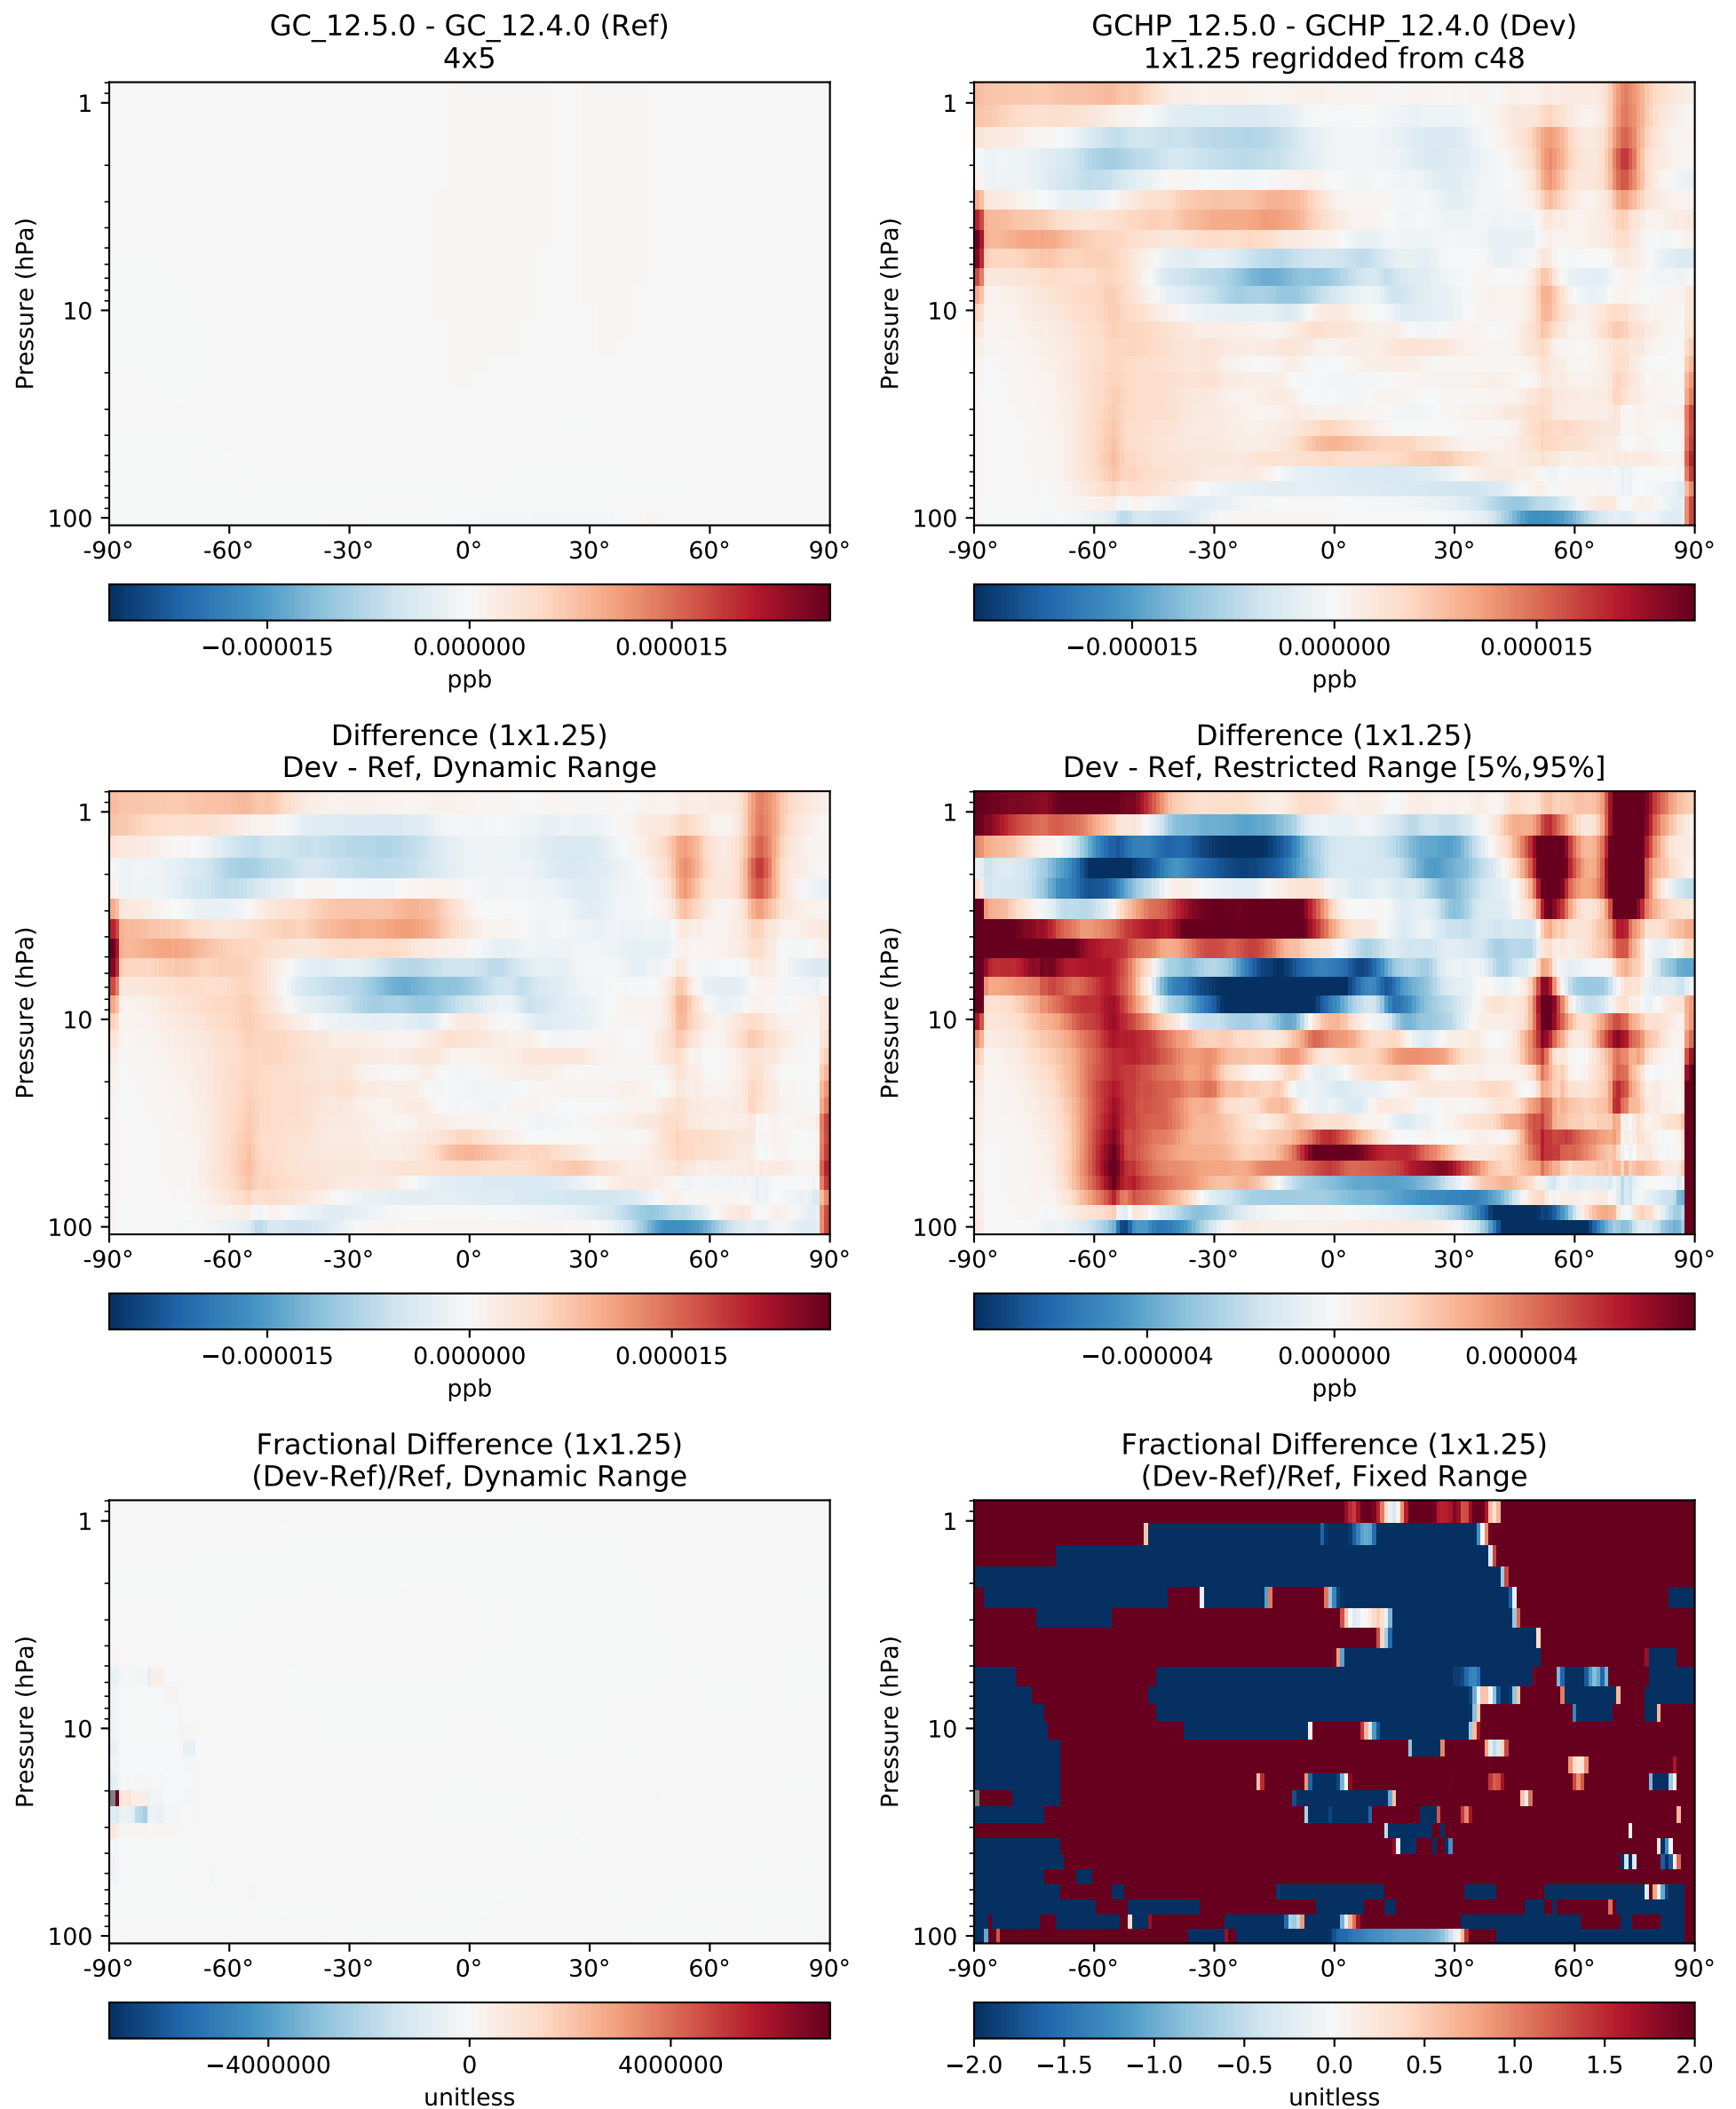 GC_12.5.0 - GC_12.4.0 (Ref)
4x5
Pressure (hPa)
1
10
100
-90° -60° -30° 0° 30° 60° 90°
−0.000015 0.000000 0.000015
ppb
GCHP_12.5.0 - GCHP_12.4.0 (Dev)
1x1.25 regridded from c48
Pressure (hPa)
1
10
100
-90° -60° -30° 0° 30° 60° 90°
−0.000015 0.000000 0.000015
ppb
Difference (1x1.25)
Dev - Ref, Dynamic Range
Pressure (hPa)
1
10
100
-90° -60° -30° 0° 30° 60° 90°
−0.000015 0.000000 0.000015
ppb
Difference (1x1.25)
Dev - Ref, Restricted Range [5%,95%]
Pressure (hPa)
1
10
100
-90° -60° -30° 0° 30° 60° 90°
−0.000004 0.000000 0.000004
ppb
Fractional Difference (1x1.25)
(Dev-Ref)/Ref, Dynamic Range
Pressure (hPa)
1
10
100
-90° -60° -30° 0° 30° 60° 90°
−4000000 0 4000000
unitless
Fractional Difference (1x1.25)
(Dev-Ref)/Ref, Fixed Range
Pressure (hPa)
1
10
100
-90° -60° -30° 0° 30° 60° 90°
−2.0 −1.5 −1.0 −0.5 0.0 0.5 1.0 1.5 2.0
unitless